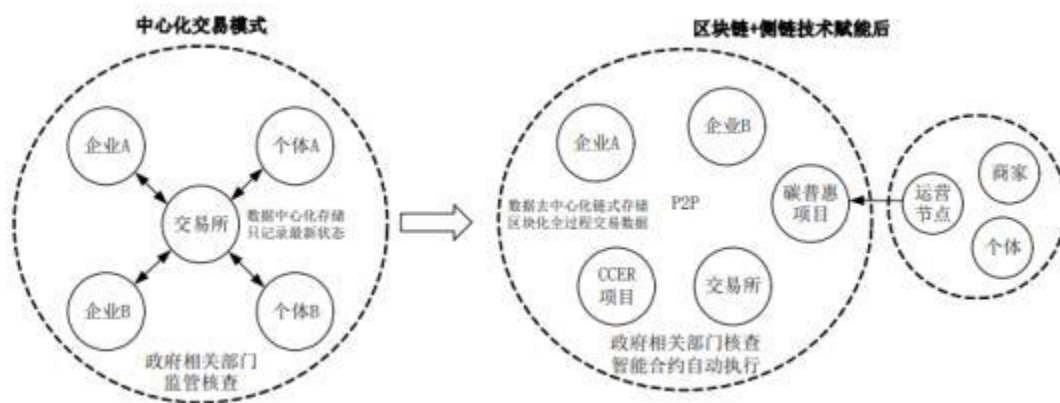 中心化交易模式
企业A
个体A
交易所
数据中心化存储
只记录最新状态
企业B
个体B
政府相关部门
监管核查
区块链+侧链技术赋能后
企业A
企业B
数据去中心化链式存储
区块化全过程交易数据
P2P
碳普惠
项目
CCER
项目
交易所
政府相关部门核查
智能合约自动执行
运营
节点
商家
个体